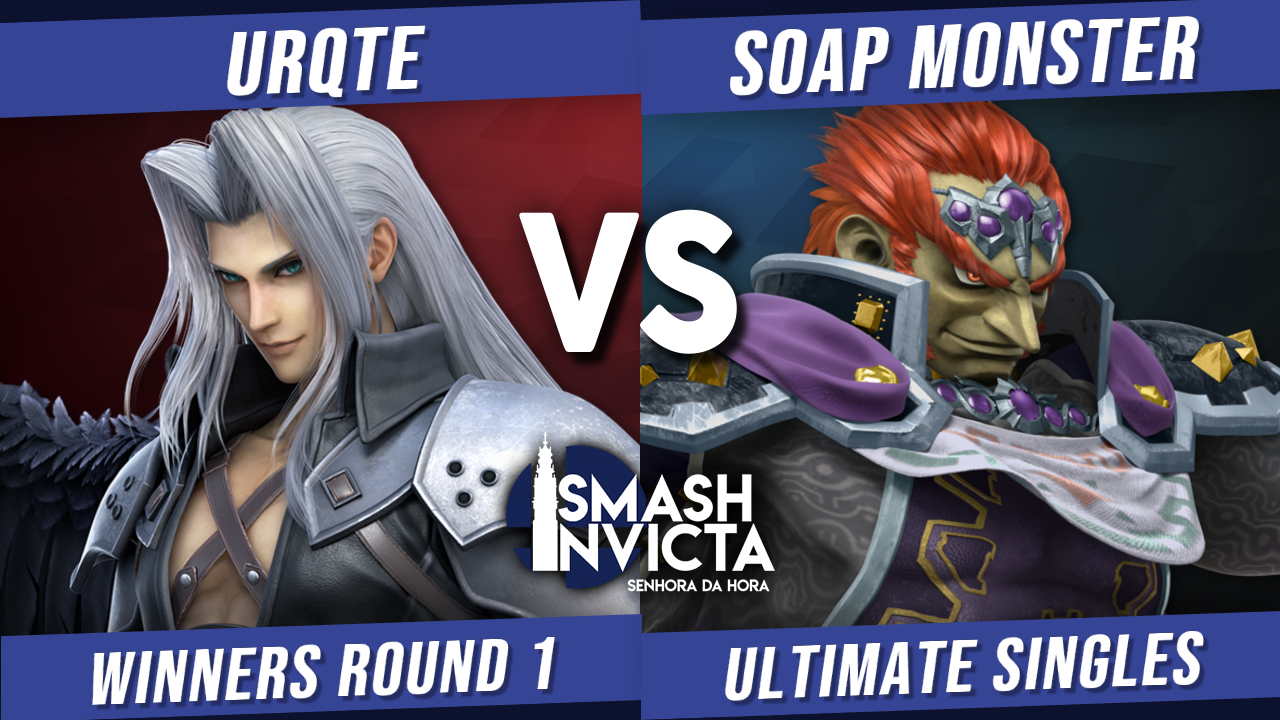 URQTE
SOAP MONSTER
VS
SMASH
INVICTA
SENHORA DA HORA
WINNERS ROUND 1
ULTIMATE SINGLES